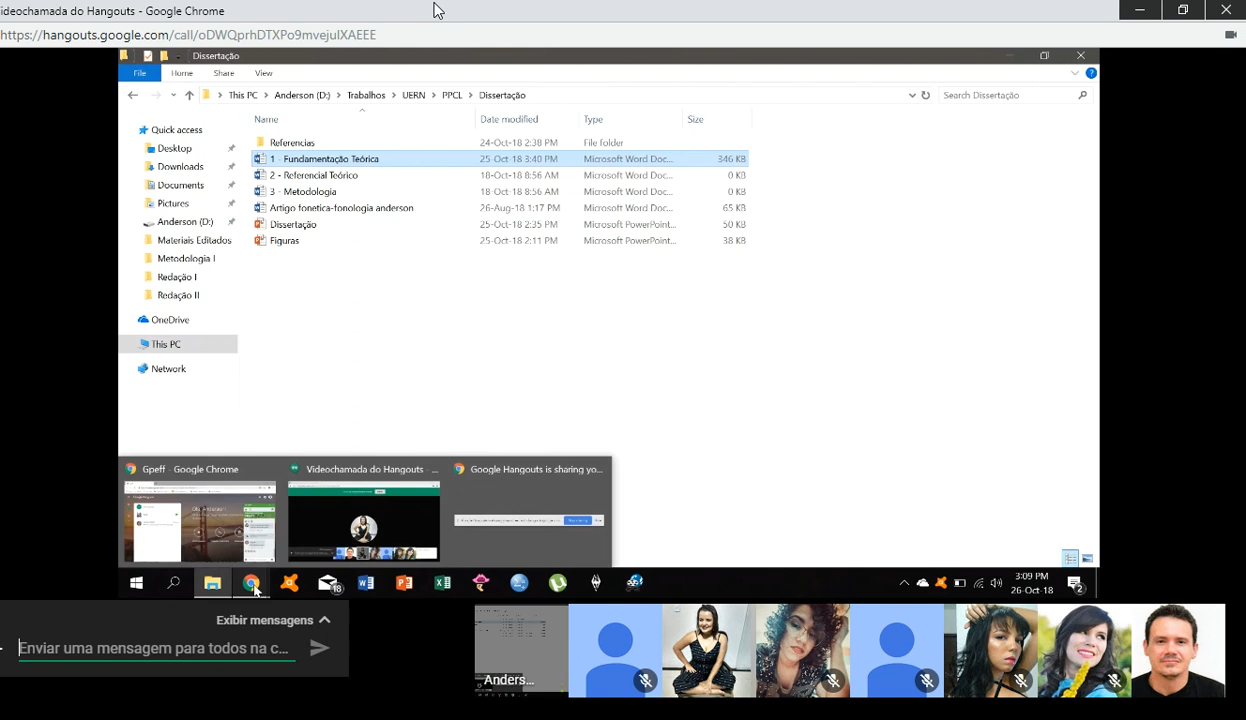 ideochamada do Hangouts - Google Chrome
https://hangouts.google.com/call/oDWQprhDTXPo9mvejulXAEEE
Dissertação
File Home Share View
This PC Anderson (D:) Trabalhos UERN PPCL Dissertação Search Dissertação
Name Date modified Type Size
Quick access
Desktop
Downloads
Documents
Pictures
Anderson (D:)
Materiais Editados
Metodologia I
Redação I
Redação II
OneDrive
This PC
Network
Referencias 24-Oct-18 2:38 PM File folder
1 - Fundamentação Teórica 25-Oct-18 3:40 PM Microsoft Word Doc... 346 KB
2 - Referencial Teórico 18-Oct-18 8:56 AM Microsoft Word Doc... 0 KB
3 - Metodologia 18-Oct-18 8:56 AM Microsoft Word Doc... 0 KB
Artigo fonetica-fonologia anderson 26-Aug-18 1:17 PM Microsoft Word Doc... 65 KB
Dissertação 25-Oct-18 2:35 PM Microsoft PowerPoint... 50 KB
Figuras 25-Oct-18 2:11 PM Microsoft PowerPoint... 38 KB
Gpeff - Google Chrome
Videochamada do Hangouts - ...
Google Hangouts is sharing yo...
18
3:09 PM
26-Oct-18
2
Exibir mensagens
Enviar uma mensagem para todos na c...
Anders...